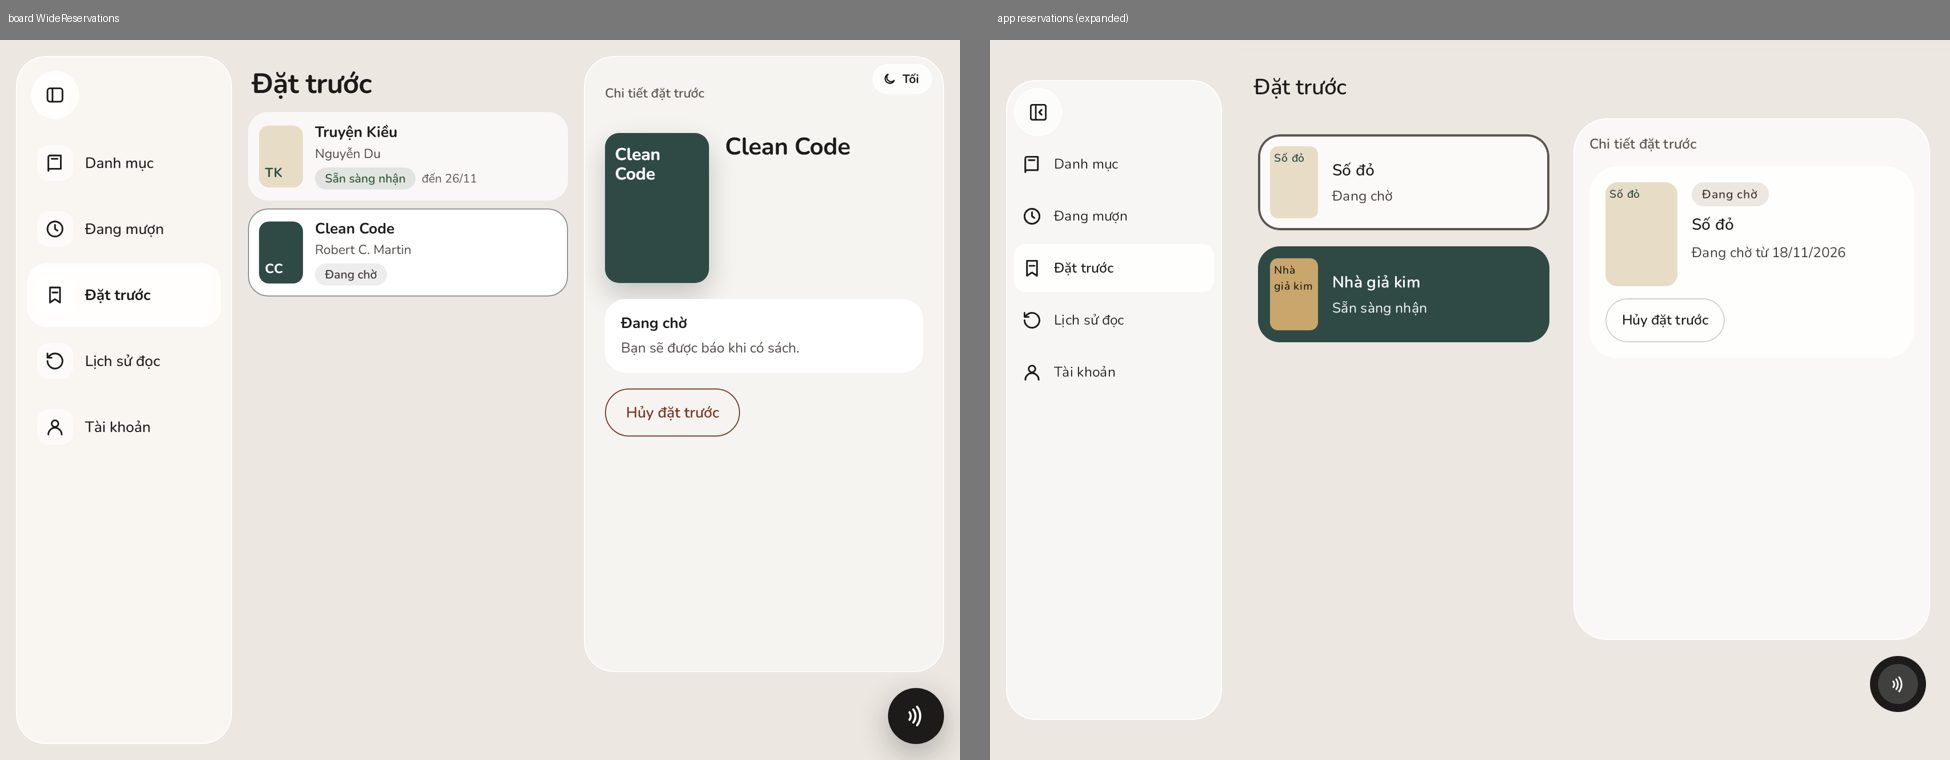 board WideReservations
Đặt trước
Danh mục
Đang mượn
Đặt trước
Lịch sử đọc
Tài khoản
TK
Truyện Kiều
Nguyễn Du
Sẵn sàng nhận đến 26/11
CC
Clean Code
Robert C. Martin
Đang chờ
Tối
Chi tiết đặt trước
Clean
Code
Clean Code
Đang chờ
Bạn sẽ được báo khi có sách.
Hủy đặt trước
app reservations (expanded)
Đặt trước
Danh mục
Đang mượn
Đặt trước
Lịch sử đọc
Tài khoản
Số đỏ
Số đỏ
Đang chờ
Nhà
giả kim
Nhà giả kim
Sẵn sàng nhận
Chi tiết đặt trước
Số đỏ
Đang chờ
Số đỏ
Đang chờ từ 18/11/2026
Hủy đặt trước